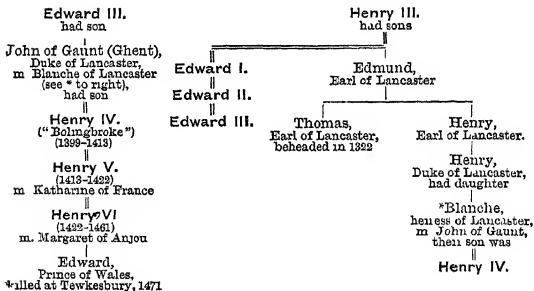 Edward III.
had son
John of Gaunt (Ghent),
Duke of Lancaster,
m Blanche of Lancaster
(see * to right),
had son
Henry IV.
("Bolingbroke")
(1399-1413)
Henry V.
(1413-1422)
m Katharine of France
Henry VI
(1422-1461)
m. Margaret of Anjou
Edward,
Prince of Wales,
killed at Tewkesbury, 1471
Henry III.
had sons
Edward I.
Edward II.
Edward III.
Edmund,
Earl of Lancaster
Thomas,
Earl of Lancaster,
beheaded in 1322
Henry,
Earl of Lancaster.
Henry,
Duke of Lancaster,
had daughter
*Blanche,
heiress of Lancaster,
m John of Gaunt,
then son was
Henry IV.